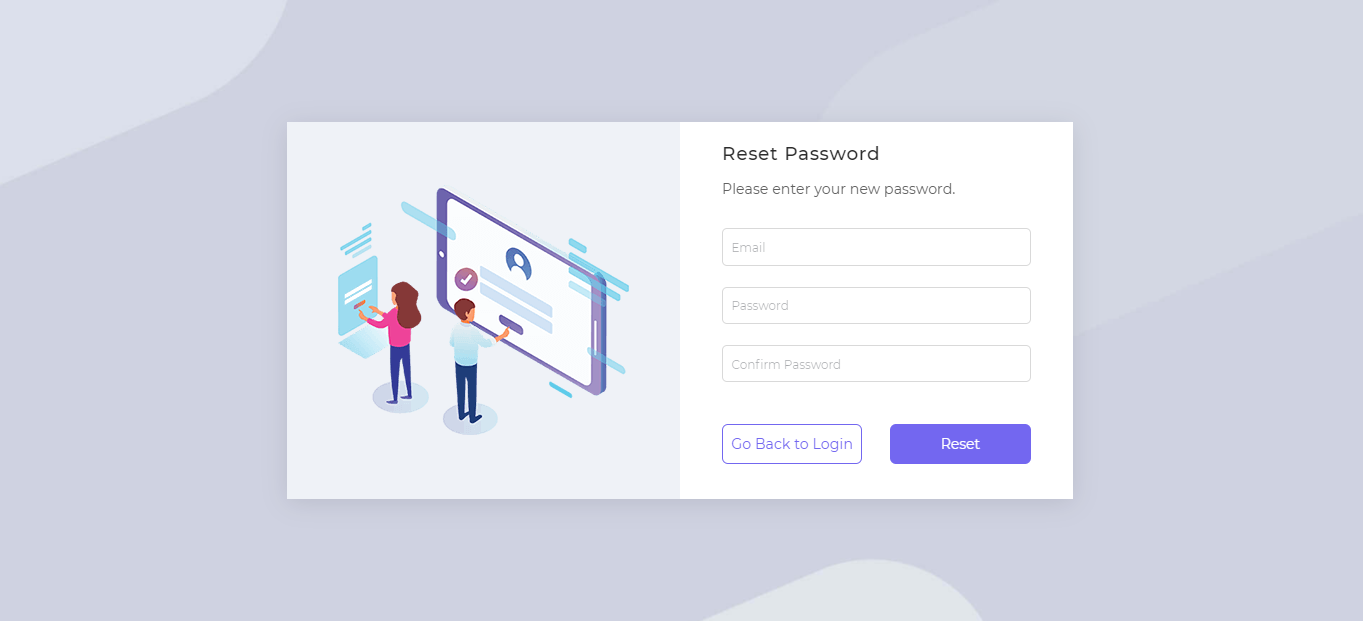 Reset Password
Please enter your new password.
Email
Password
Confirm Password
Go Back to Login
Reset